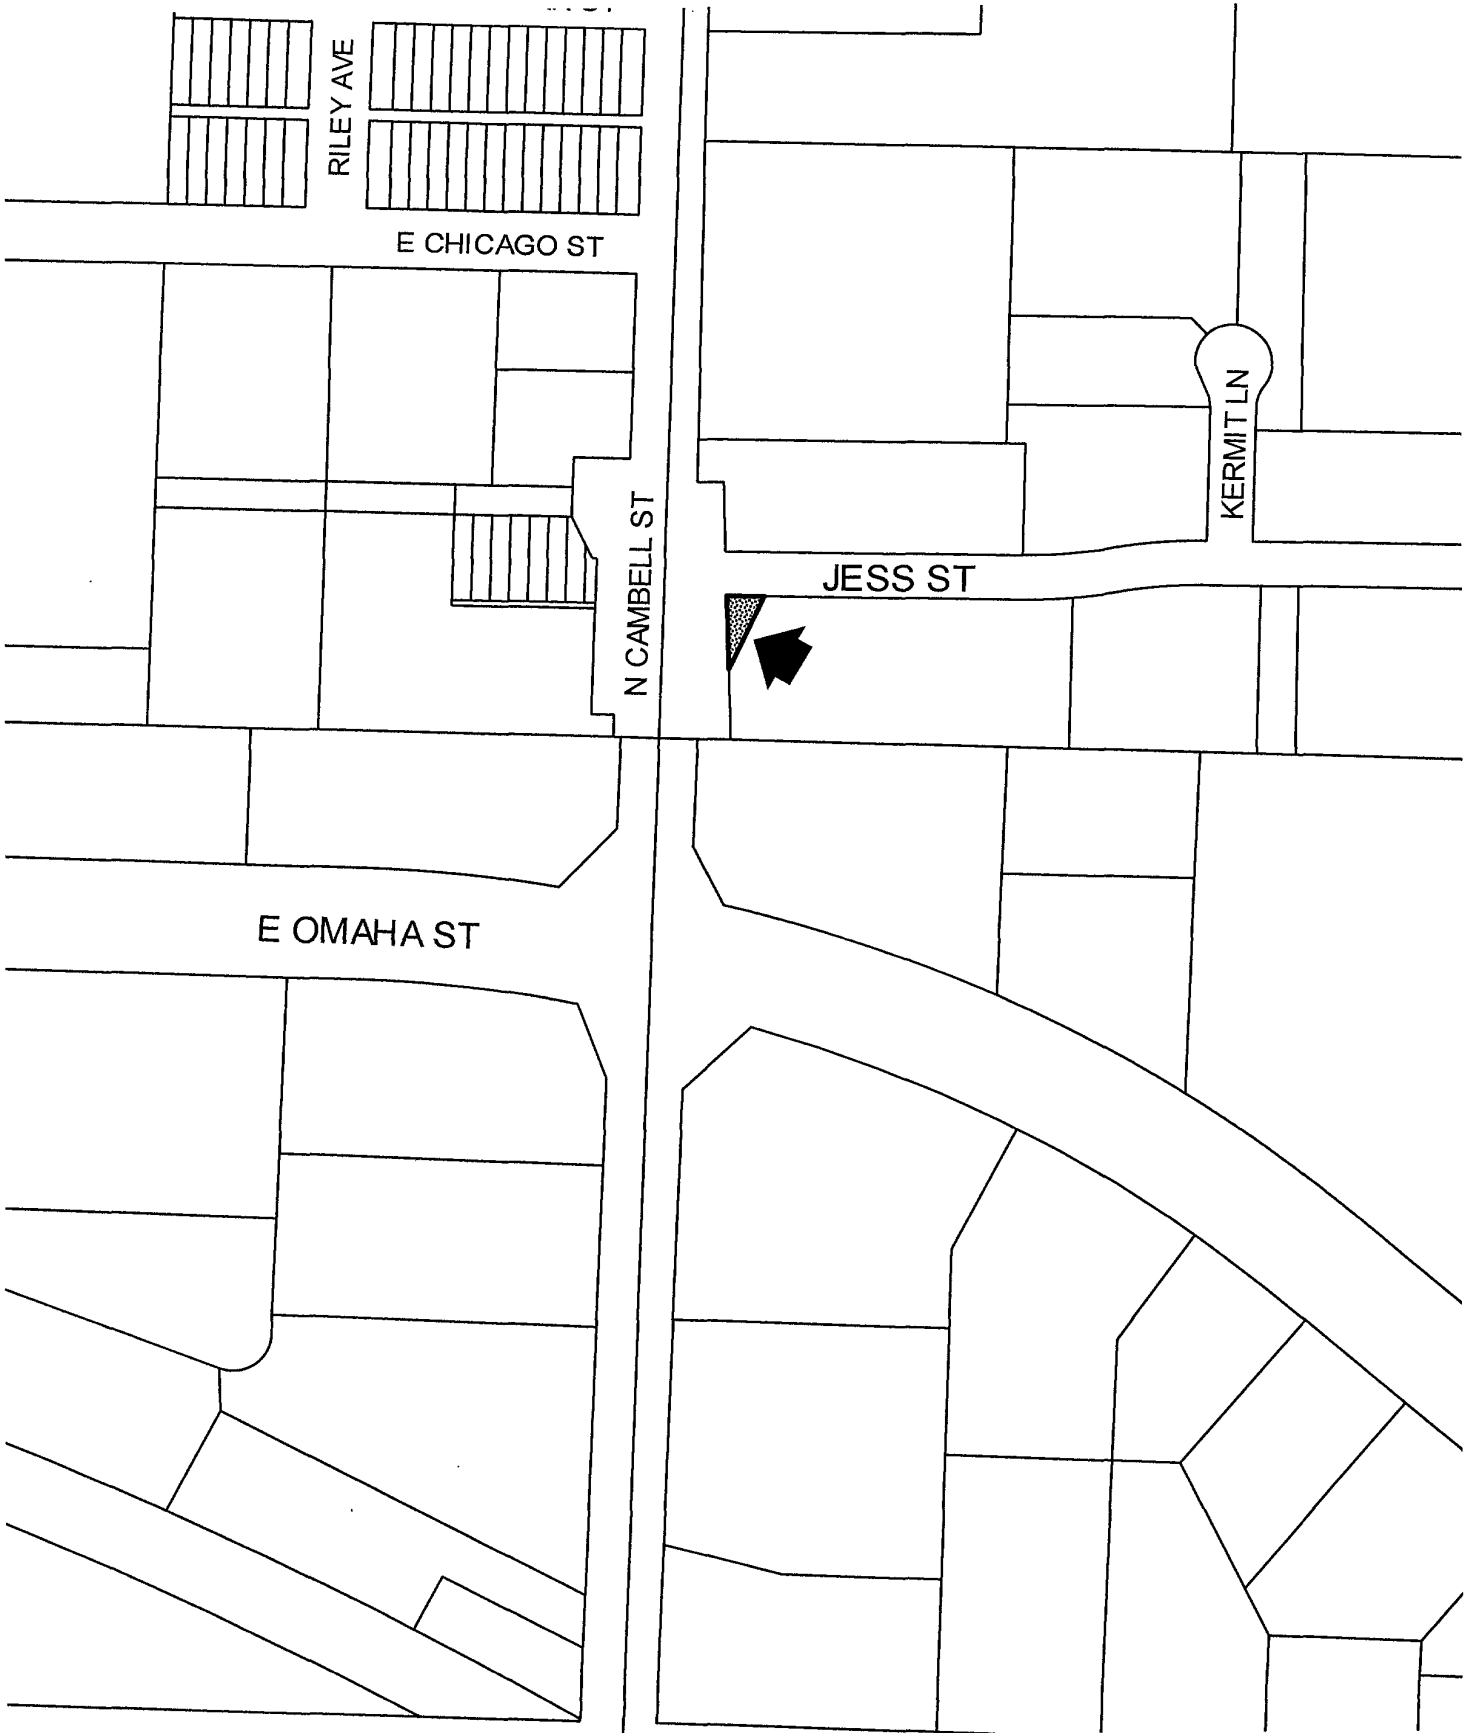 RILEY AVE
E CHICAGO ST
KERMIT LN
N CAMBELL ST
JESS ST
E OMAHA ST